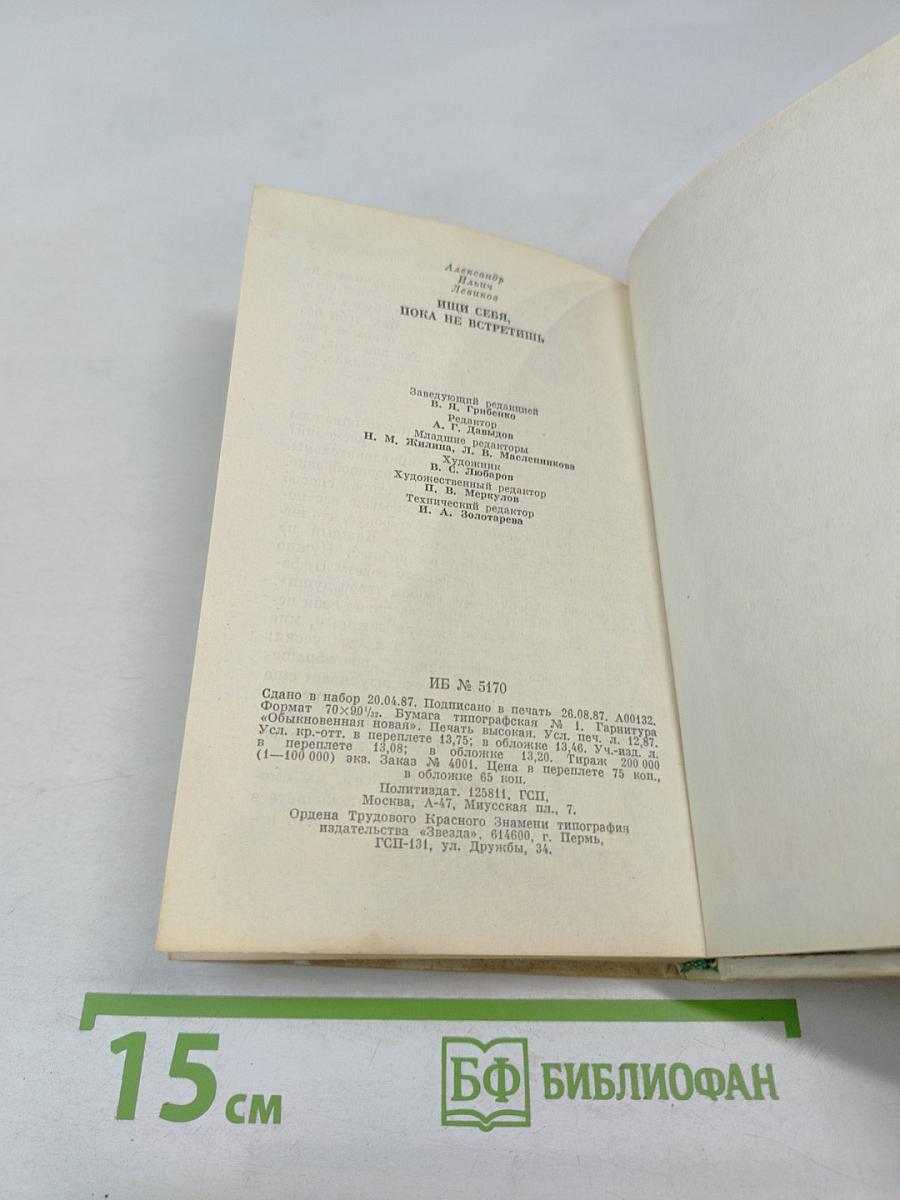 Александр
Ильич
Левиков
ИЩИ СЕБЯ,
ПОКА НЕ ВСТРЕТИШЬ
Заведующий редакцией
В. Я. Грибенко
Редактор
А. Г. Давыдов
Младшие редакторы
Н. М. Жилина, Л. В. Масленникова
Художник
В. С. Любаров
Художественный редактор
П. В. Меркулов
Технический редактор
И. А. Золотарева
ИБ № 5170
Сдано в набор 20.04.87. Подписано в печать 26.08.87. А00132.
Формат 70×90¹/₃₂. Бумага типографская № 1. Гарнитура
«Обыкновенная новая». Печать высокая. Усл. печ. л. 12,87.
Усл. кр.-отт. в переплете 13,75; в обложке 13,46. Уч.-изд. л.
в переплете 13,08; в обложке 13,20. Тираж 200 000
(1—100 000) экз. Заказ № 4001. Цена в переплете 75 коп.,
в обложке 65 коп.
Политиздат. 125811, ГСП,
Москва, А-47, Миусская пл., 7.
Ордена Трудового Красного Знамени типография
издательства «Звезда», 614600, г. Пермь,
ГСП-131, ул. Дружбы, 34.
15 см
БФ БИБЛИОФАН